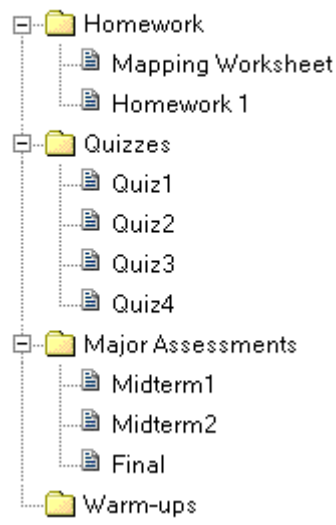 Homework
Mapping Worksheet
Homework 1
Quizzes
Quiz1
Quiz2
Quiz3
Quiz4
Major Assessments
Midterm1
Midterm2
Final
Warm-ups